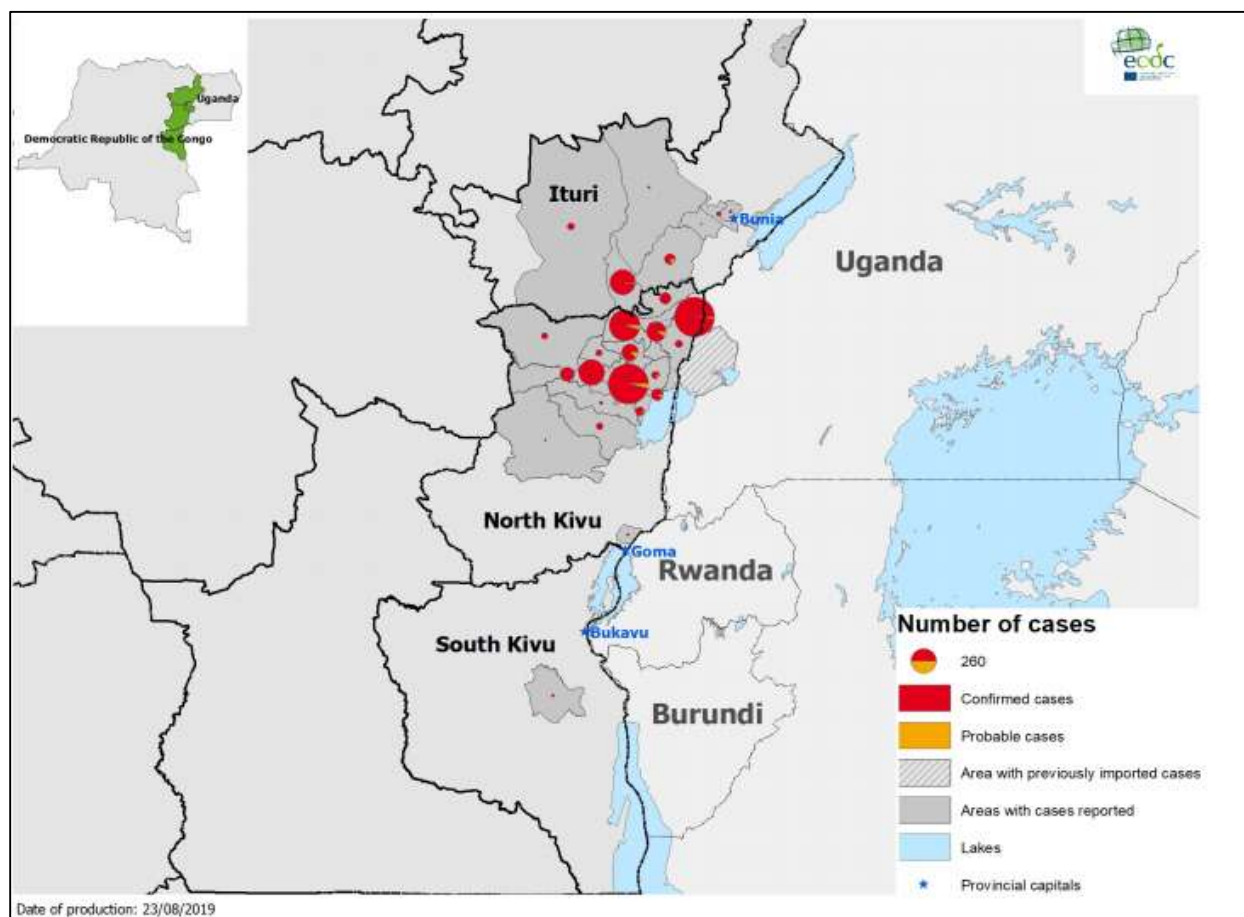 ecdc
Uganda
Democratic Republic of the Congo
Ituri
Bunia
Uganda
North Kivu
Goma
Rwanda
South Kivu
Bukavu
Burundi
Number of cases
260
Confirmed cases
Probable cases
Area with previously imported cases
Areas with cases reported
Lakes
Provincial capitals
Date of production: 23/08/2019